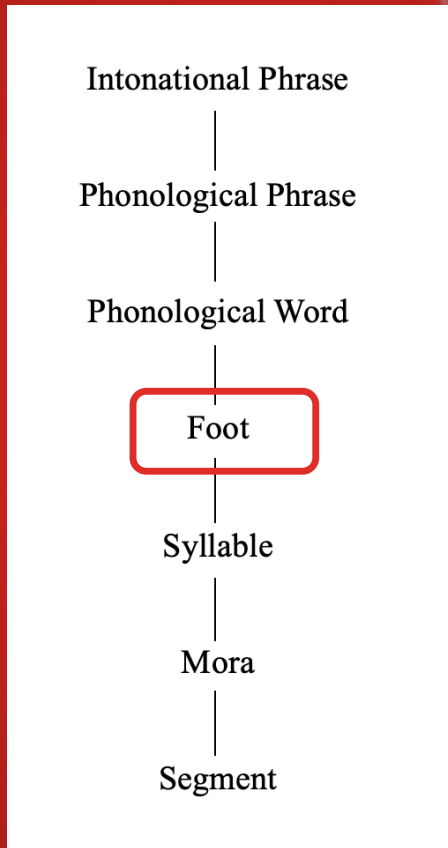 Intonational Phrase
Phonological Phrase
Phonological Word
Foot
Syllable
Mora
Segment